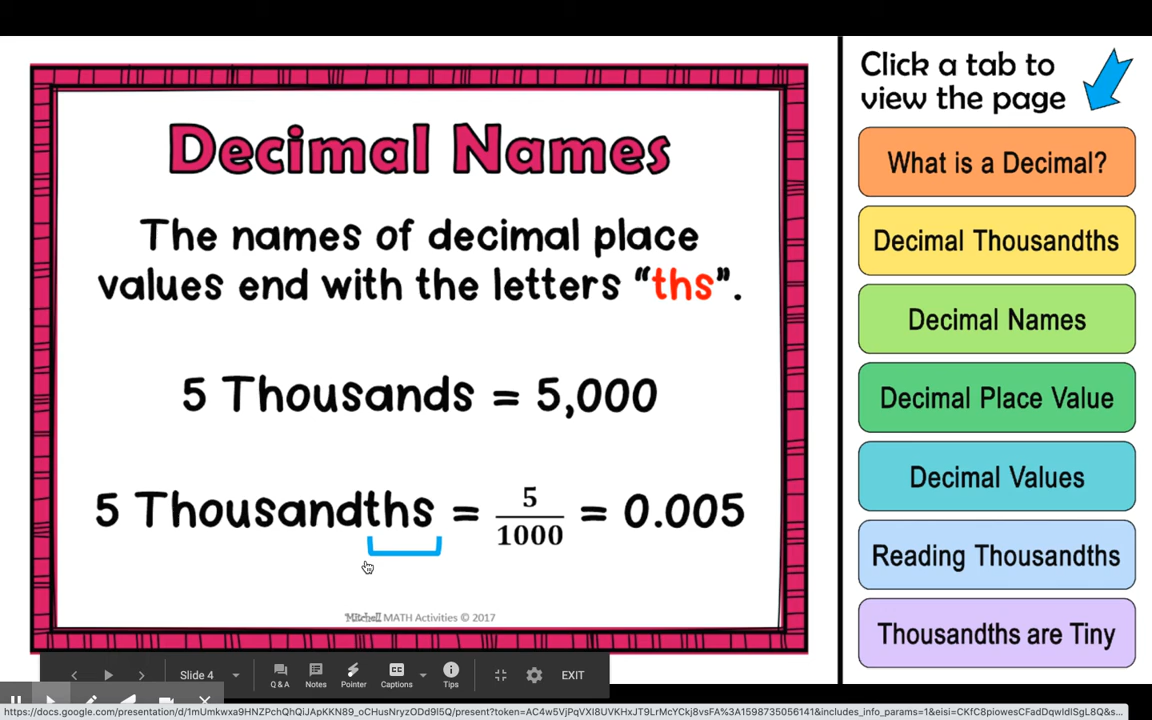 Click a tab to
view the page
Decimal Names
The names of decimal place
values end with the letters “ths”.
5 Thousands = 5,000
5 Thousandths = 5/1000 = 0.005
Mitchell MATH Activities © 2017
What is a Decimal?
Decimal Thousandths
Decimal Names
Decimal Place Value
Decimal Values
Reading Thousandths
Thousandths are Tiny
Slide 4
Q & A
Notes
Pointer
CC
Captions
Tips
EXIT